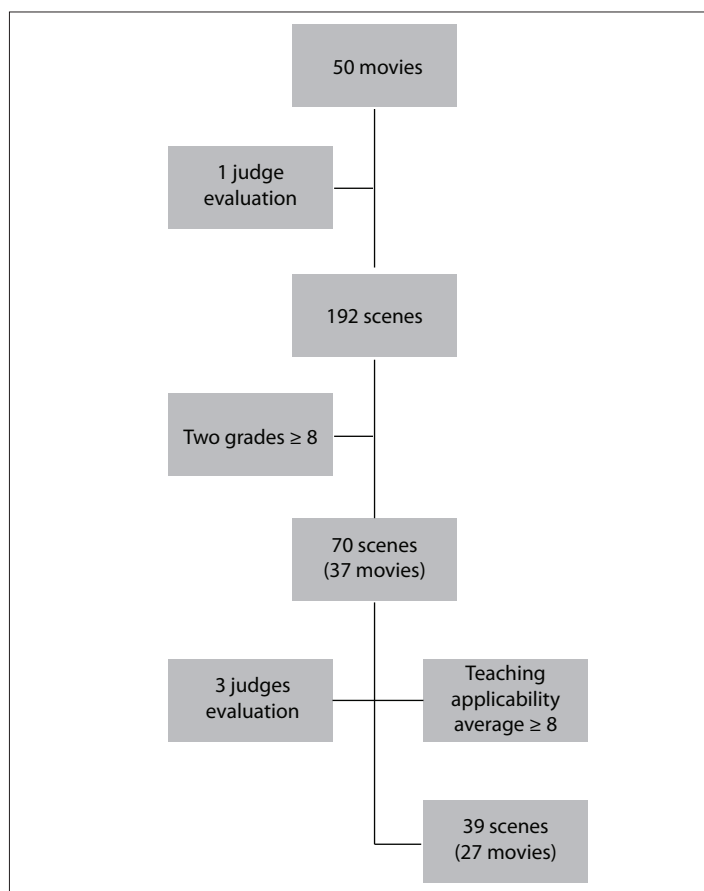 50 movies
1 judge
evaluation
192 scenes
Two grades ≥ 8
70 scenes
(37 movies)
3 judges
evaluation
Teaching
applicability
average ≥ 8
39 scenes
(27 movies)